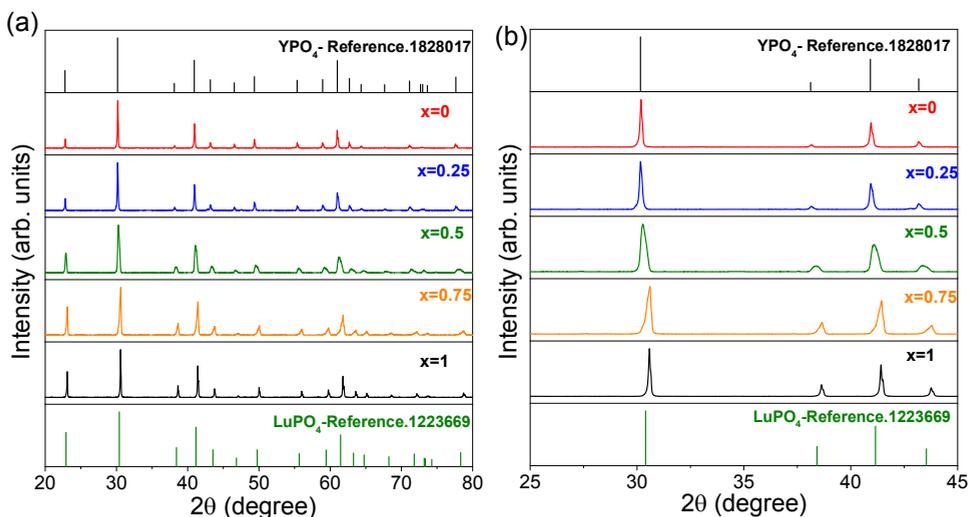 (a)
YPO₄- Reference.1828017
x=0
x=0.25
x=0.5
x=0.75
x=1
LuPO₄-Reference.1223669
20 30 40 50 60 70 80
2θ (degree)
Intensity (arb. units)
(b)
YPO₄- Reference.1828017
x=0
x=0.25
x=0.5
x=0.75
x=1
LuPO₄-Reference.1223669
25 30 35 40 45
2θ (degree)
Intensity (arb. units)